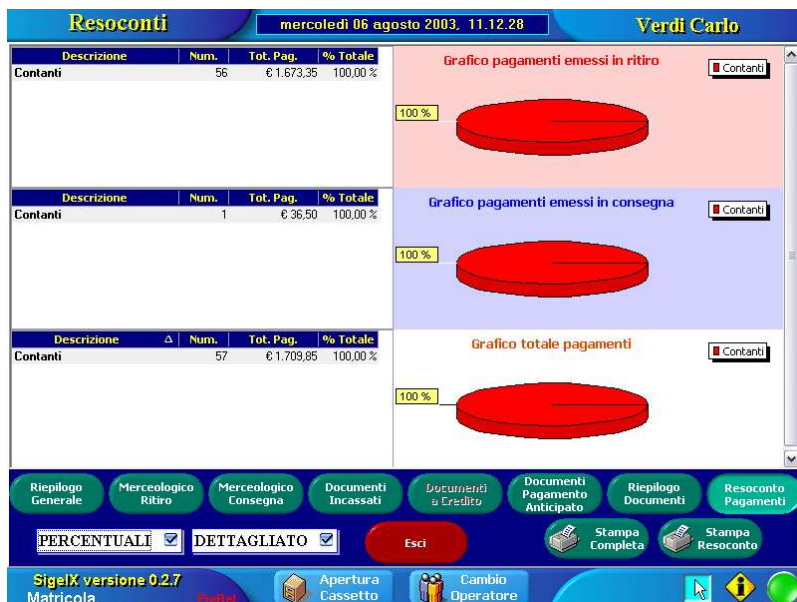 Resoconti
mercoledì 06 agosto 2003, 11.12.28
Verdi Carlo
Descrizione Num. Tot. Pag. % Totale
Contanti 56 € 1.673,35 100,00 %
Grafico pagamenti emessi in ritiro
Contanti
100 %
Descrizione Num. Tot. Pag. % Totale
Contanti 1 € 36,50 100,00 %
Grafico pagamenti emessi in consegna
Contanti
100 %
Descrizione Num. Tot. Pag. % Totale
Contanti 57 € 1.709,85 100,00 %
Grafico totale pagamenti
Contanti
100 %
Riepilogo
Generale
Merceologico
Ritiro
Merceologico
Consegna
Documenti
Incassati
Documenti
a Credito
Documenti
Pagamento
Anticipato
Riepilogo
Documenti
Resoconto
Pagamenti
PERCENTUALI
DETTAGLIATO
Esci
Stampa
Completa
Stampa
Resoconto
SigelX versione 0.2.7
Matricola
PreRel
Apertura
Cassetto
Cambio
Operatore